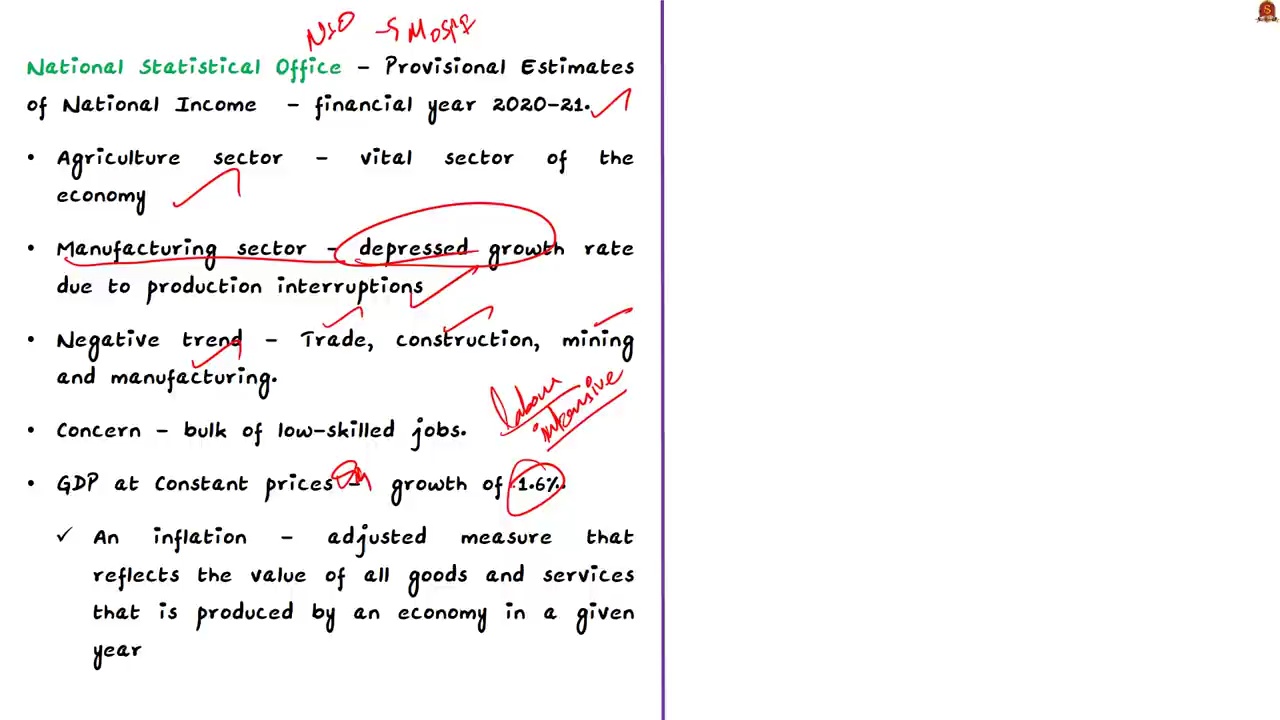 NSO → MOSPI
National Statistical Office – Provisional Estimates
of National Income – financial year 2020-21.
• Agriculture sector – vital sector of the
economy
• Manufacturing sector – depressed growth rate
due to production interruptions
• Negative trend – Trade, construction, mining
and manufacturing.
labour
intensive
• Concern – bulk of low-skilled jobs.
• GDP at Constant prices – growth of 1.6%.
✓ An inflation – adjusted measure that
reflects the value of all goods and services
that is produced by an economy in a given
year